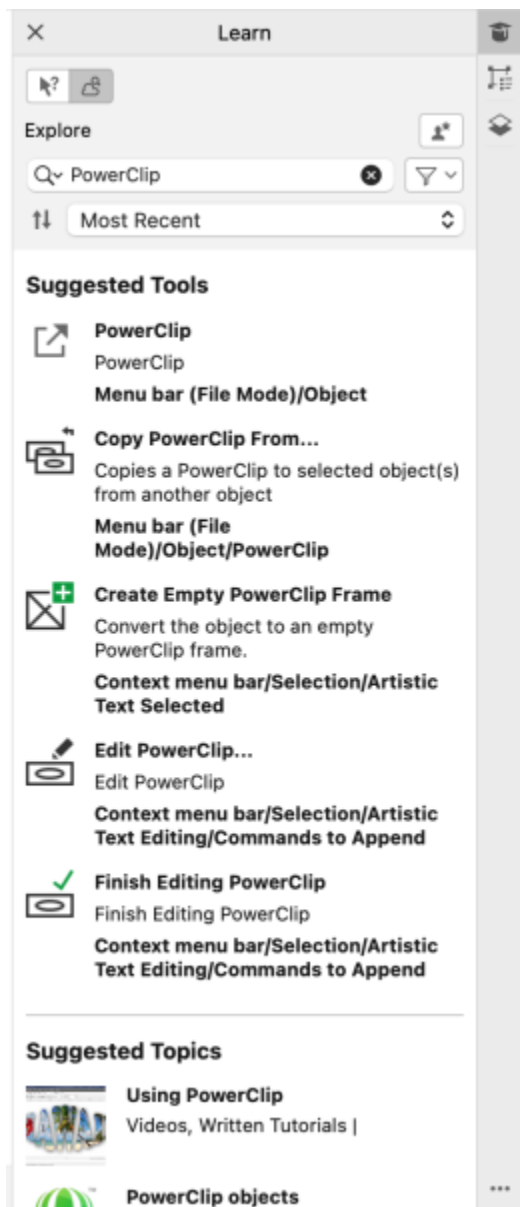 Learn
Explore
PowerClip
Most Recent
Suggested Tools
PowerClip
PowerClip
Menu bar (File Mode)/Object
Copy PowerClip From...
Copies a PowerClip to selected object(s)
from another object
Menu bar (File
Mode)/Object/PowerClip
Create Empty PowerClip Frame
Convert the object to an empty
PowerClip frame.
Context menu bar/Selection/Artistic
Text Selected
Edit PowerClip...
Edit PowerClip
Context menu bar/Selection/Artistic
Text Editing/Commands to Append
Finish Editing PowerClip
Finish Editing PowerClip
Context menu bar/Selection/Artistic
Text Editing/Commands to Append
Suggested Topics
Using PowerClip
Videos, Written Tutorials |
PowerClip objects